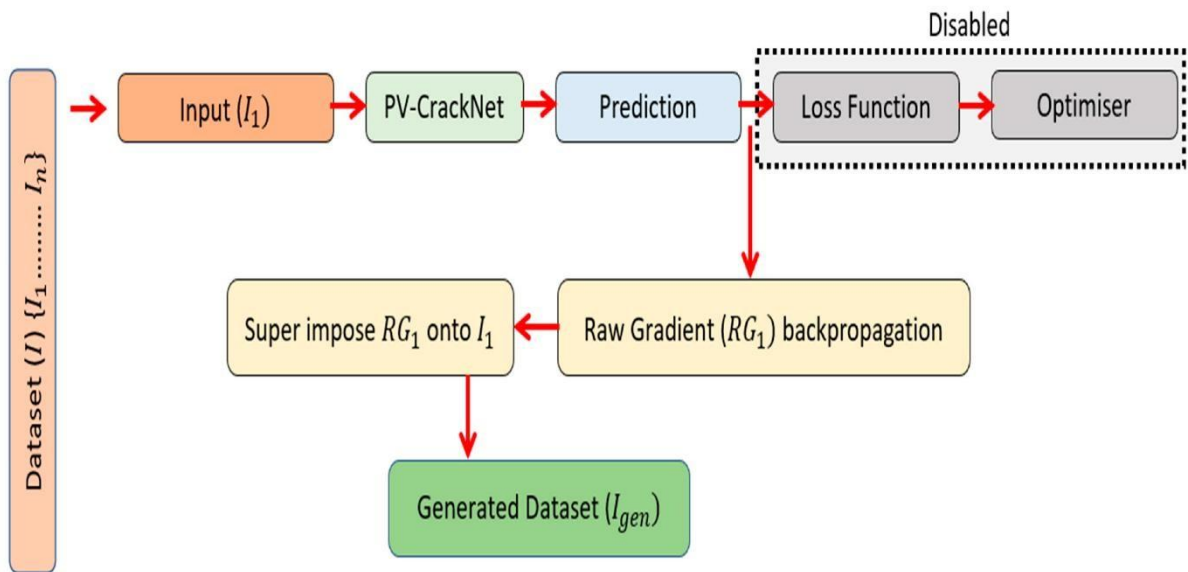 Disabled
Dataset (I) {I₁ ......... Iₙ}
Input (I₁)
PV-CrackNet
Prediction
Loss Function
Optimiser
Super impose RG₁ onto I₁
Raw Gradient (RG₁) backpropagation
Generated Dataset (I_gen)